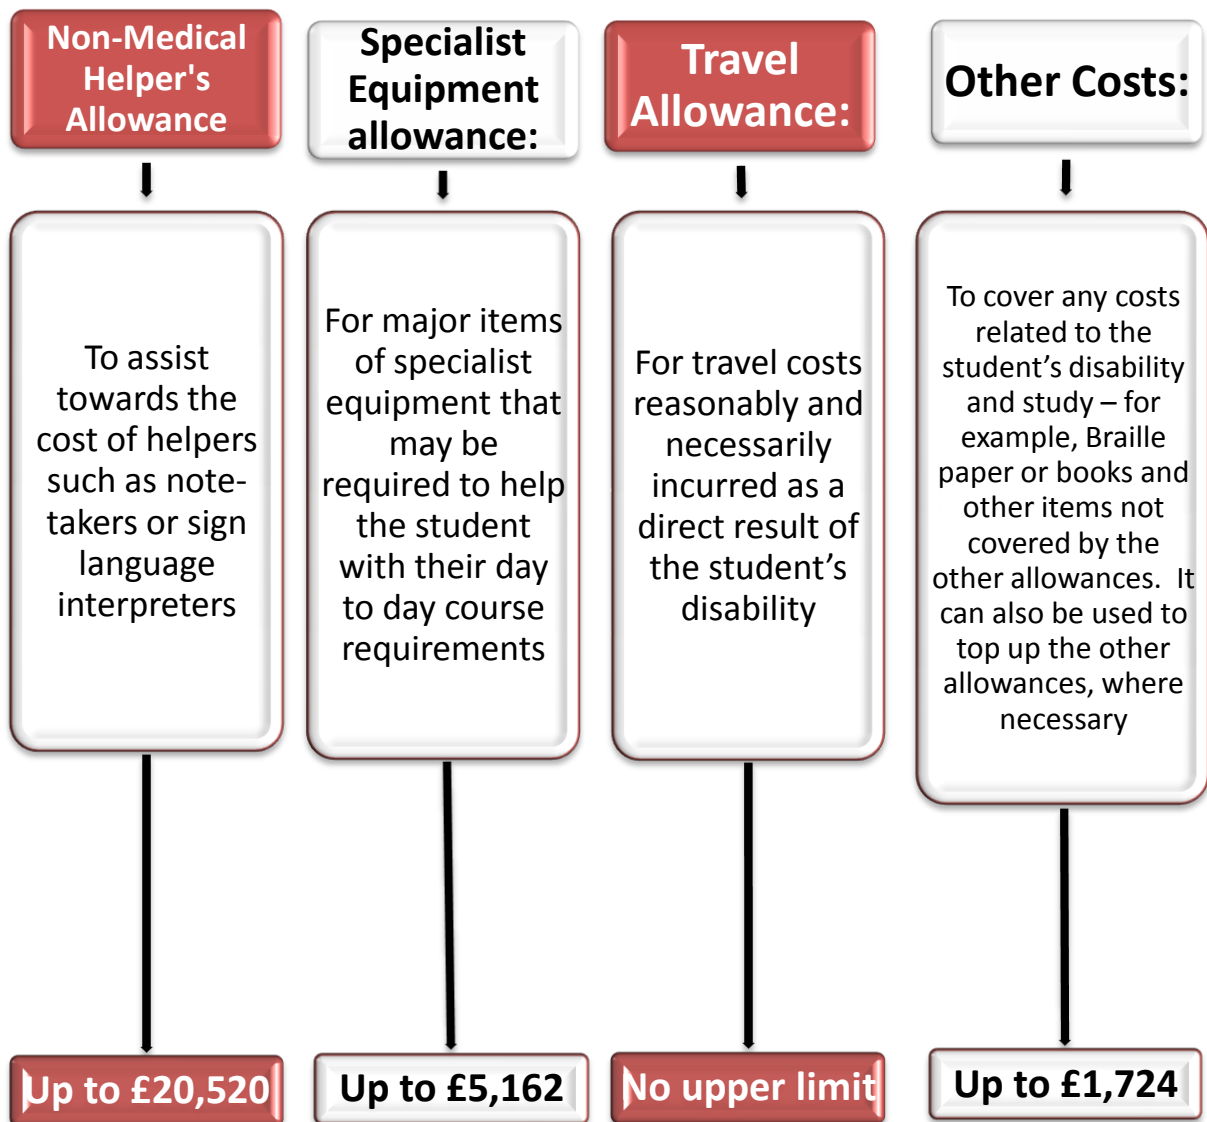 Non-Medical
Helper's
Allowance
Specialist
Equipment
allowance:
Travel
Allowance:
Other Costs:
To assist
towards the
cost of helpers
such as note-
takers or sign
language
interpreters
For major items
of specialist
equipment that
may be
required to help
the student
with their day
to day course
requirements
For travel costs
reasonably and
necessarily
incurred as a
direct result of
the student’s
disability
To cover any costs
related to the
student’s disability
and study – for
example, Braille
paper or books and
other items not
covered by the
other allowances.  It
can also be used to
top up the other
allowances, where
necessary
Up to £20,520
Up to £5,162
No upper limit
Up to £1,724